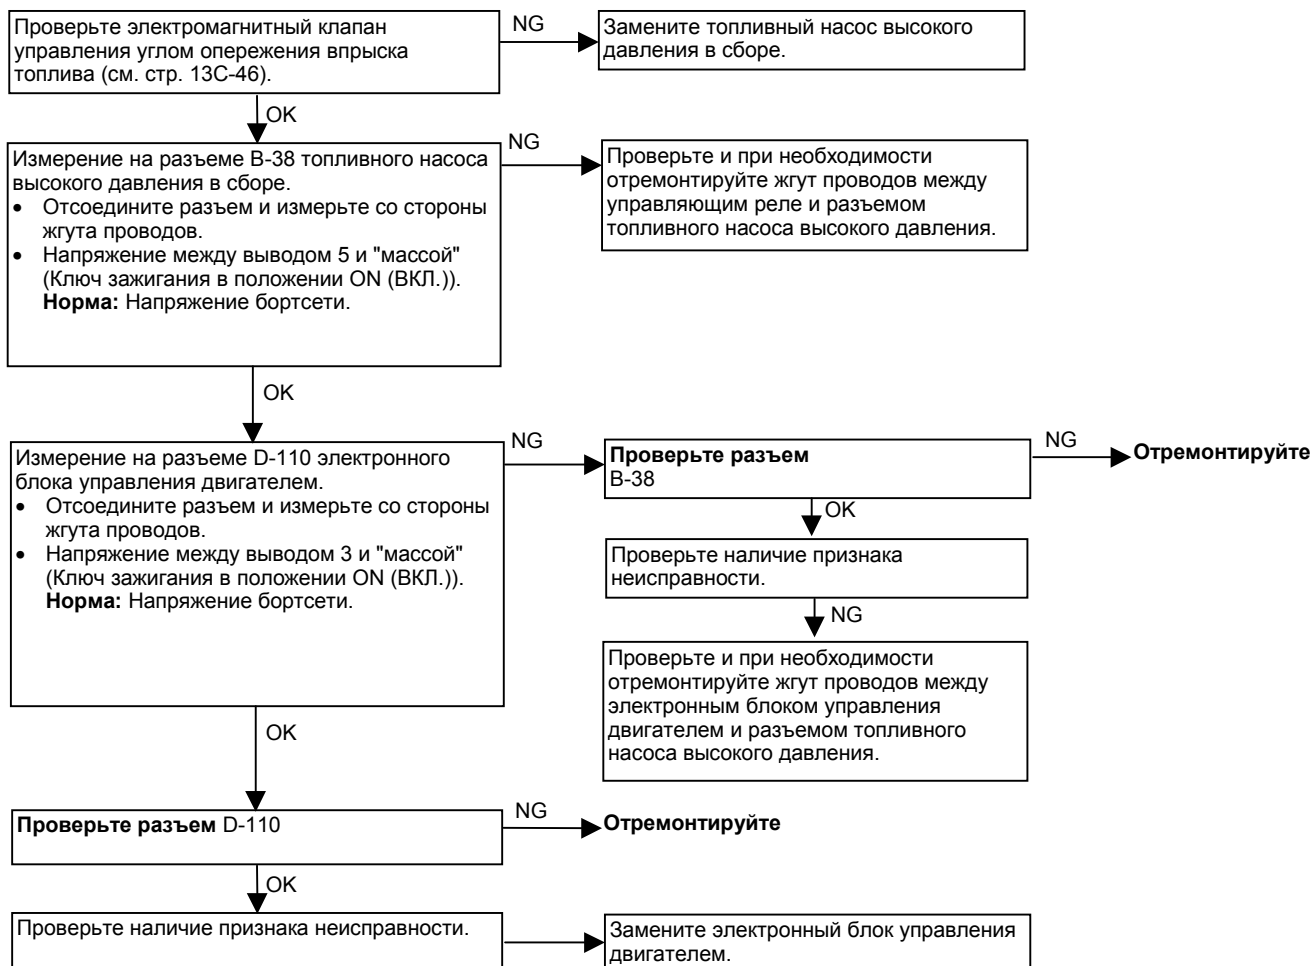 Проверьте электромагнитный клапан
управления углом опережения впрыска
топлива (см. стр. 13С-46).
NG
Замените топливный насос высокого
давления в сборе.
OK
Измерение на разъеме В-38 топливного насоса
высокого давления в сборе.
• Отсоедините разъем и измерьте со стороны
жгута проводов.
• Напряжение между выводом 5 и "массой"
(Ключ зажигания в положении ON (ВКЛ.)).
Норма: Напряжение бортсети.
NG
Проверьте и при необходимости
отремонтируйте жгут проводов между
управляющим реле и разъемом
топливного насоса высокого давления.
OK
Измерение на разъеме D-110 электронного
блока управления двигателем.
• Отсоедините разъем и измерьте со стороны
жгута проводов.
• Напряжение между выводом 3 и "массой"
(Ключ зажигания в положении ON (ВКЛ.)).
Норма: Напряжение бортсети.
NG
Проверьте разъем
В-38
NG
Отремонтируйте
OK
Проверьте наличие признака
неисправности.
NG
Проверьте и при необходимости
отремонтируйте жгут проводов между
электронным блоком управления
двигателем и разъемом топливного
насоса высокого давления.
OK
Проверьте разъем D-110
NG
Отремонтируйте
OK
Проверьте наличие признака неисправности.
Замените электронный блок управления
двигателем.